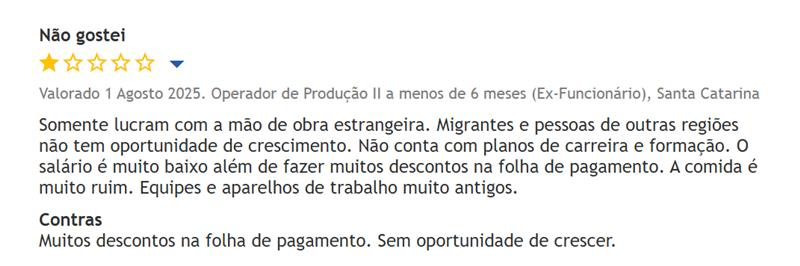 Não gostei
Valorado 1 Agosto 2025. Operador de Produção II a menos de 6 meses (Ex-Funcionário), Santa Catarina
Somente lucram com a mão de obra estrangeira. Migrantes e pessoas de outras regiões
não tem oportunidade de crescimento. Não conta com planos de carreira e formação. O
salário é muito baixo além de fazer muitos descontos na folha de pagamento. A comida é
muito ruim. Equipes e aparelhos de trabalho muito antigos.
Contras
Muitos descontos na folha de pagamento. Sem oportunidade de crescer.